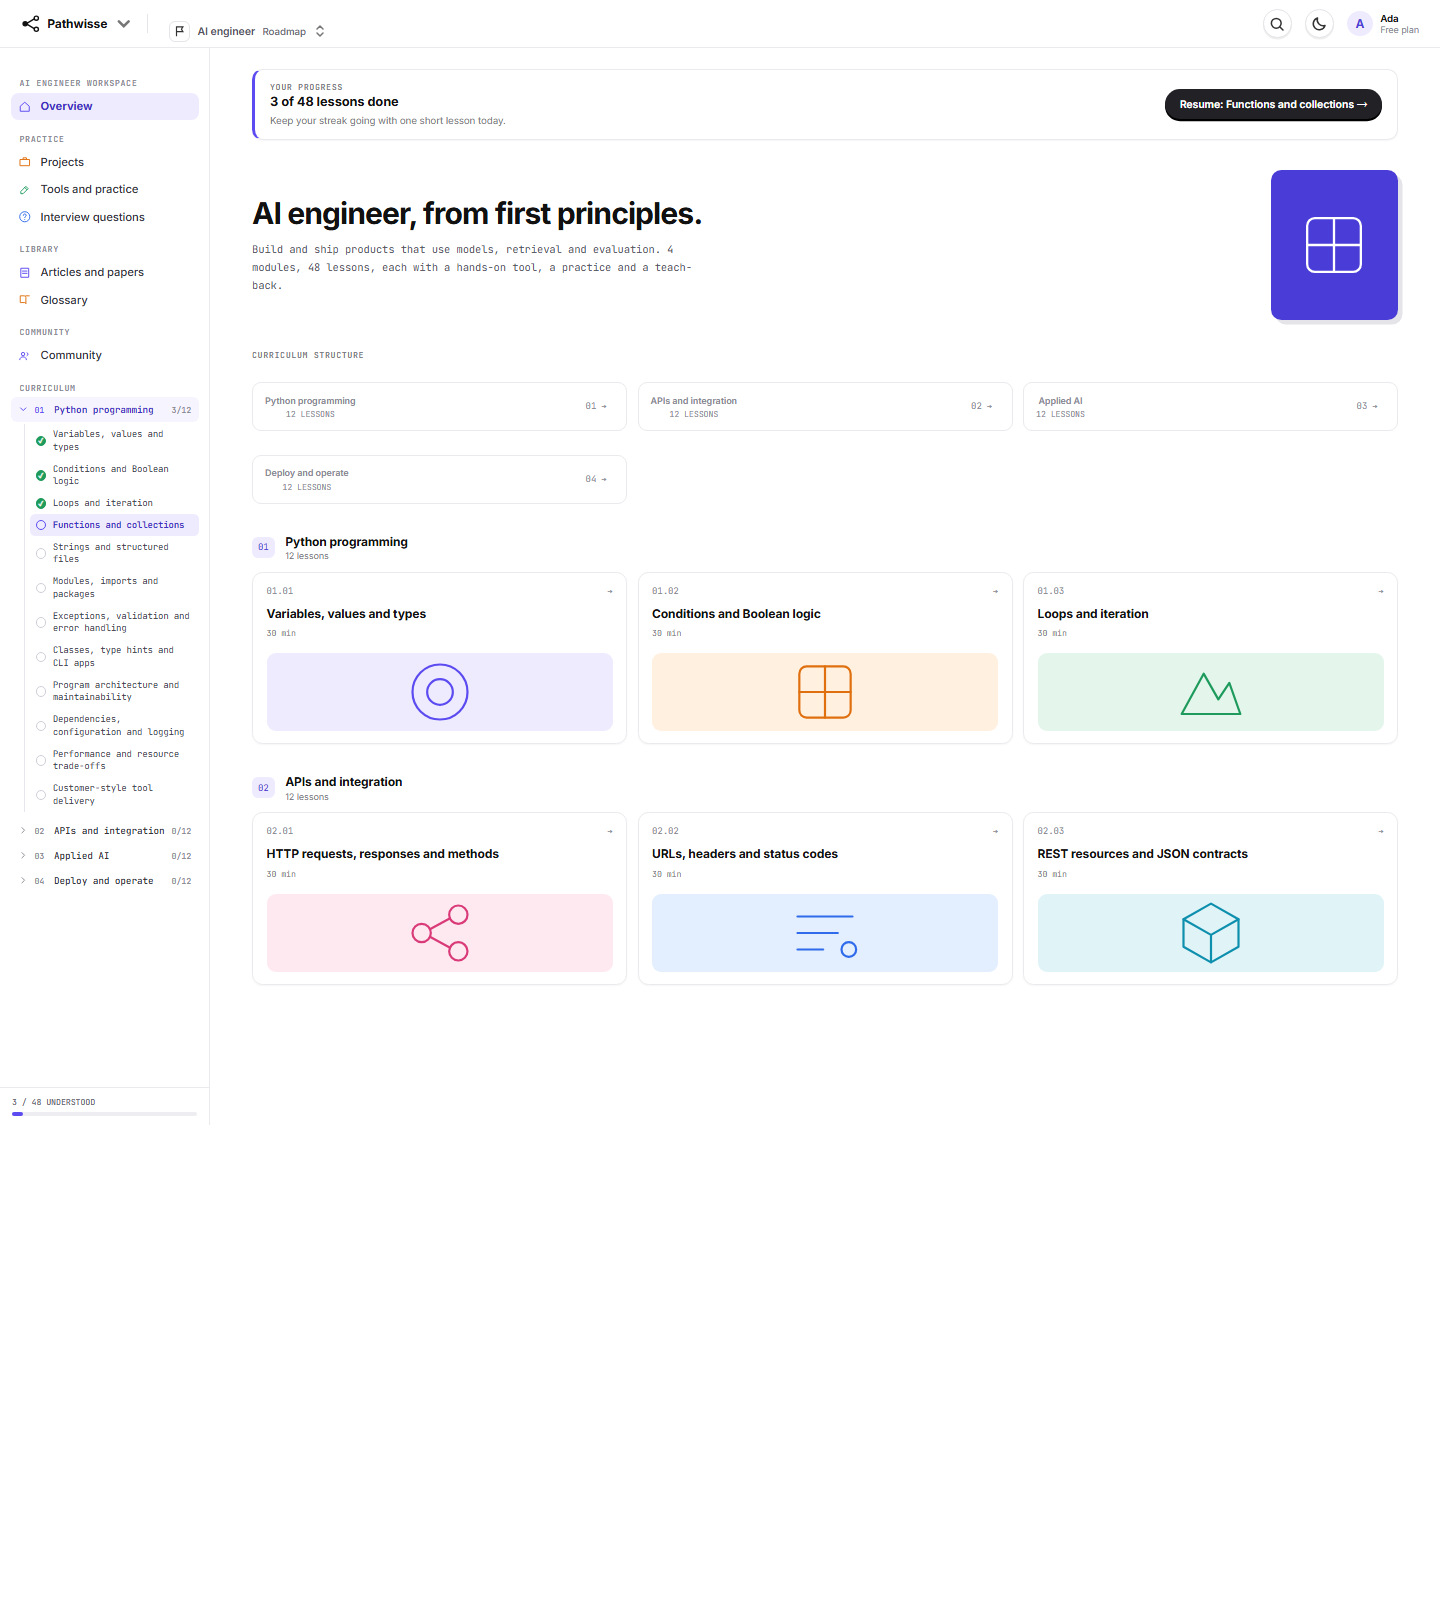 Pathwisse
AI engineer Roadmap
A
Ada
Free plan
AI ENGINEER WORKSPACE
Overview
PRACTICE
Projects
Tools and practice
Interview questions
LIBRARY
Articles and papers
Glossary
COMMUNITY
Community
CURRICULUM
01 Python programming 3/12
Variables, values and
types
Conditions and Boolean
logic
Loops and iteration
Functions and collections
Strings and structured
files
Modules, imports and
packages
Exceptions, validation and
error handling
Classes, type hints and
CLI apps
Program architecture and
maintainability
Dependencies,
configuration and logging
Performance and resource
trade-offs
Customer-style tool
delivery
02 APIs and integration 0/12
03 Applied AI 0/12
04 Deploy and operate 0/12
3 / 48 UNDERSTOOD
YOUR PROGRESS
3 of 48 lessons done
Keep your streak going with one short lesson today.
Resume: Functions and collections →
AI engineer, from first principles.
Build and ship products that use models, retrieval and evaluation. 4
modules, 48 lessons, each with a hands-on tool, a practice and a teach-
back.
CURRICULUM STRUCTURE
Python programming
12 LESSONS
01 →
APIs and integration
12 LESSONS
02 →
Applied AI
12 LESSONS
03 →
Deploy and operate
12 LESSONS
04 →
01
Python programming
12 lessons
01.01 →
Variables, values and types
30 min
01.02 →
Conditions and Boolean logic
30 min
01.03 →
Loops and iteration
30 min
02
APIs and integration
12 lessons
02.01 →
HTTP requests, responses and methods
30 min
02.02 →
URLs, headers and status codes
30 min
02.03 →
REST resources and JSON contracts
30 min